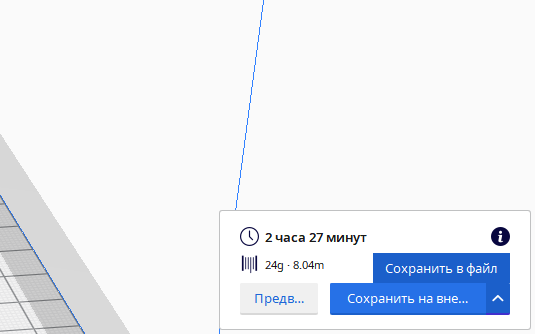 2 часа 27 минут
24g · 8.04m
Сохранить в файл
Предв...
Сохранить на вне...